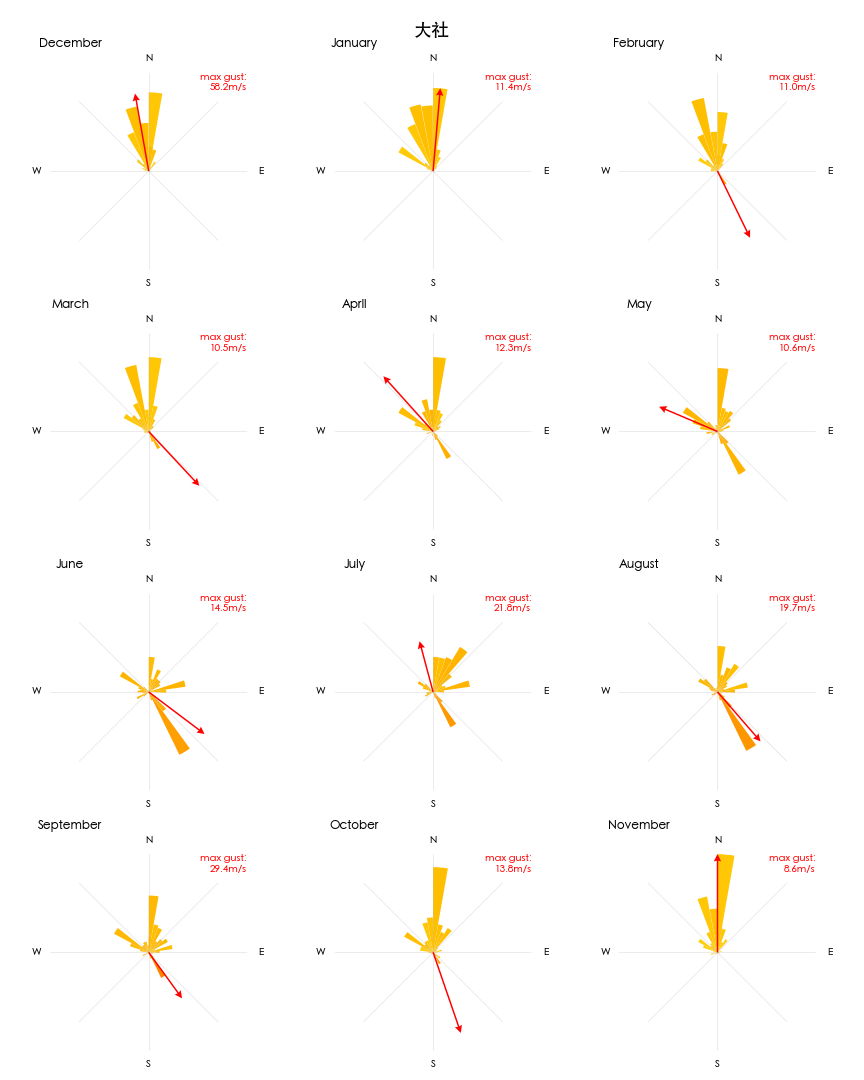 大社
December
N
max gust:
58.2m/s
W
E
S
January
N
max gust:
11.4m/s
W
E
S
February
N
max gust:
11.0m/s
W
E
S
March
N
max gust:
10.5m/s
W
E
S
April
N
max gust:
12.3m/s
W
E
S
May
N
max gust:
10.6m/s
W
E
S
June
N
max gust:
14.5m/s
W
E
S
July
N
max gust:
21.8m/s
W
E
S
August
N
max gust:
19.7m/s
W
E
S
September
N
max gust:
29.4m/s
W
E
S
October
N
max gust:
13.8m/s
W
E
S
November
N
max gust:
8.6m/s
W
E
S